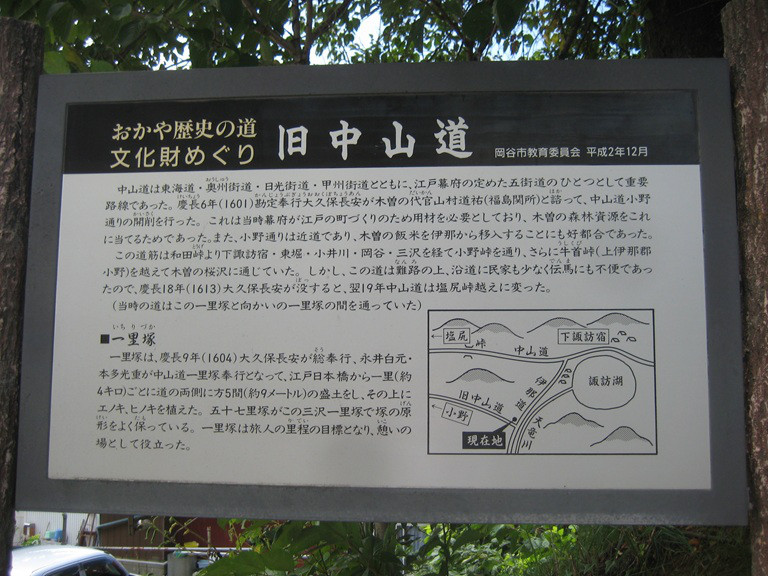 おかや歴史の道
文化財めぐり
旧中山道
岡谷市教育委員会 平成2年12月
中山道は東海道・奥州街道・日光街道・甲州街道とともに、江戸幕府の定めた五街道のひとつとして重要
路線であった。慶長6年(1601)勘定奉行大久保長安が木曽の代官山村道祐(福島関所)と諮って、中山道小野
通りの開削を行った。これは当時幕府が江戸の町づくりのため用材を必要としており、木曽の森林資源をこれ
に当てるためであった。また、小野通りは近道であり、木曽の飯米を伊那から移入することにも好都合であった。
この道筋は和田峠より下諏訪宿・東堀・小井川・岡谷・三沢を経て小野峠を通り、さらに牛首峠(上伊那郡
小野)を越えて木曽の桜沢に通じていた。しかし、この道は難路の上、沿道に民家も少なく伝馬にも不便であっ
たので、慶長18年(1613)大久保長安が没すると、翌19年中山道は塩尻峠越えに変った。
(当時の道はこの一里塚と向かいの一里塚の間を通っていた)
■一里塚
一里塚は、慶長9年(1604)大久保長安が総奉行、永井白元・
本多光重が中山道一里塚奉行となって、江戸日本橋から一里(約
4キロ)ごとに道の両側に方5間(約9メートル)の盛土をし、その上に
エノキ、ヒノキを植えた。五十七里塚がこの三沢一里塚で塚の原
形をよく保っている。一里塚は旅人の里程の目標となり、憩いの
場として役立った。
塩尻
峠
中山道
下諏訪宿
諏訪湖
伊那道
旧中山道
小野
天竜川
現在地